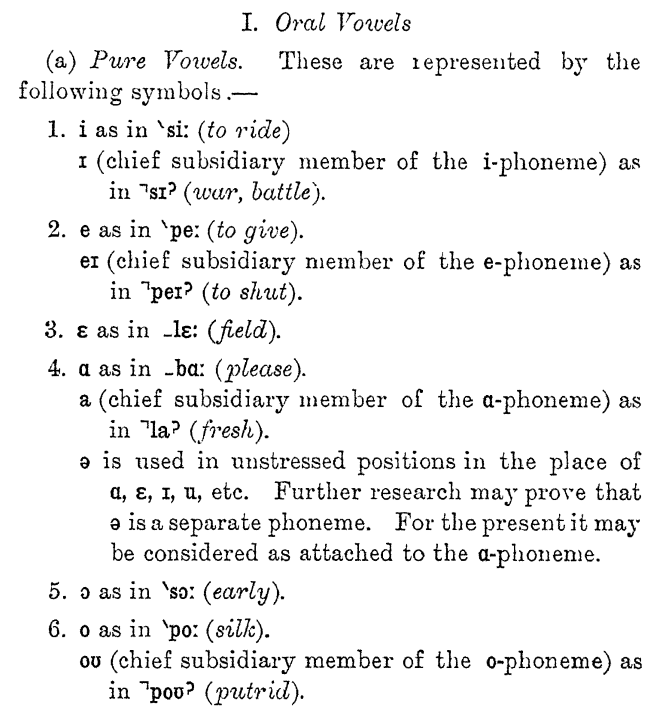 I. Oral Vowels
(a) Pure Vowels. These are represented by the
following symbols.—
1. i as in ˋsiː (to ride)
ɪ (chief subsidiary member of the i-phoneme) as
in ꜒sɪˀ (war, battle).
2. e as in ˋpeː (to give).
eɪ (chief subsidiary member of the e-phoneme) as
in ꜒peɪˀ (to shut).
3. ɛ as in ˍlɛː (field).
4. ɑ as in ˍbɑː (please).
a (chief subsidiary member of the ɑ-phoneme) as
in ꜒laˀ (fresh).
ə is used in unstressed positions in the place of
ɑ, ɛ, ɪ, u, etc. Further research may prove that
ə is a separate phoneme. For the present it may
be considered as attached to the ɑ-phoneme.
5. ɔ as in ˋsɔː (early).
6. o as in ˋpoː (silk).
oʊ (chief subsidiary member of the o-phoneme) as
in ꜒poʊˀ (putrid).